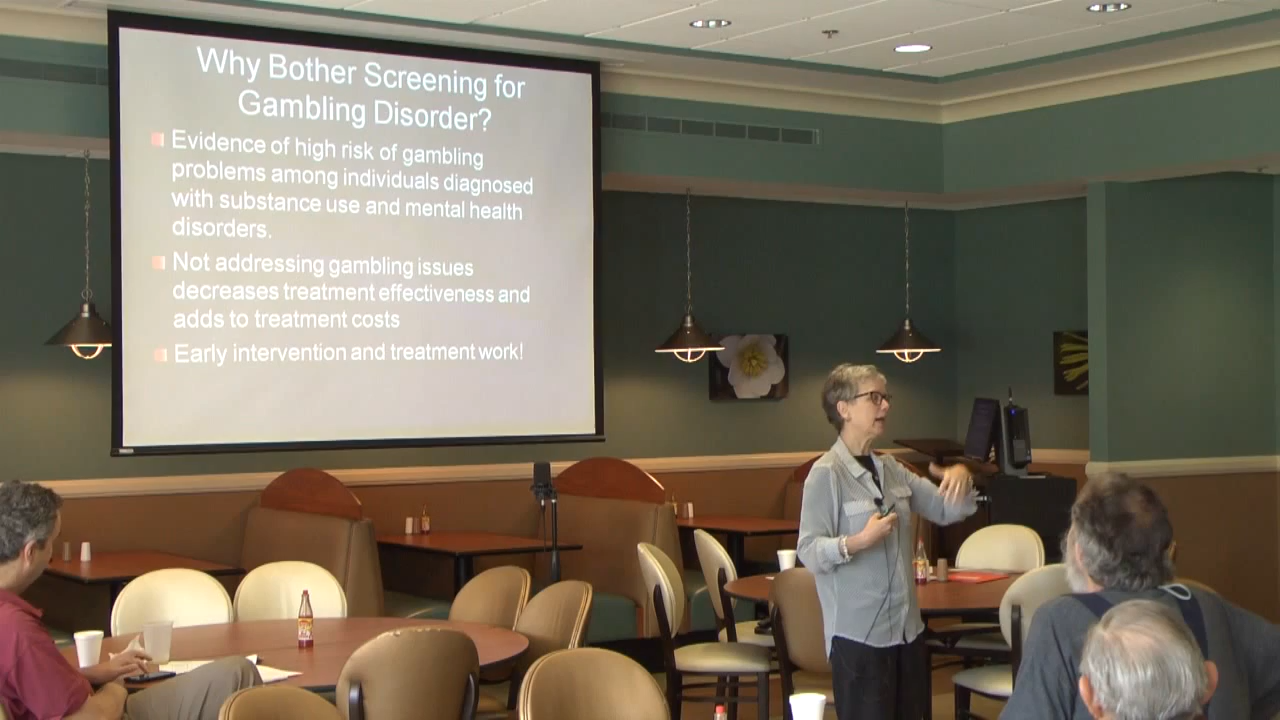 Why Bother Screening for
Gambling Disorder?
Evidence of high risk of gambling
problems among individuals diagnosed
with substance use and mental health
disorders.
Not addressing gambling issues
decreases treatment effectiveness and
adds to treatment costs
Early intervention and treatment work!